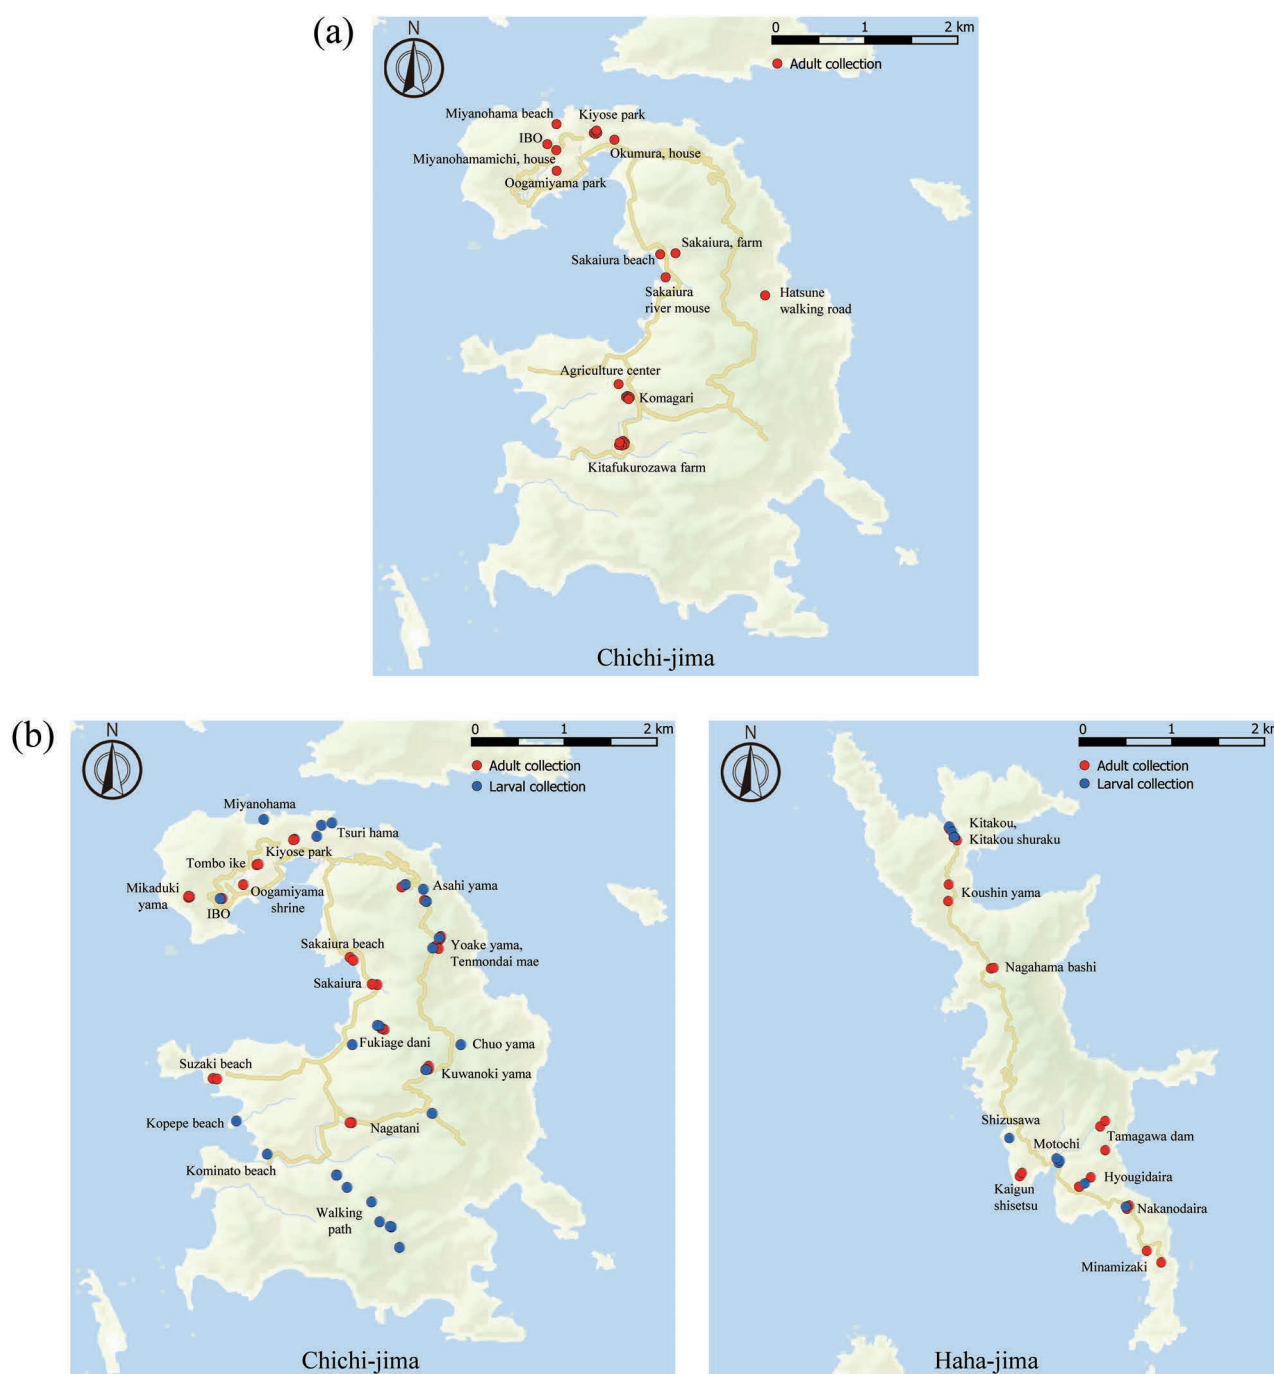 (a)
N
0 1 2 km
Adult collection
Miyanohama beach
Kiyose park
IBO
Miyanohamamichi, house
Okumura, house
Oogamiyama park
Sakaiura, farm
Sakaiura beach
Sakaiura
river mouse
Hatsune
walking road
Agriculture center
Komagari
Kitafukurozawa farm
Chichi-jima
(b)
N
0 1 2 km
Adult collection
Larval collection
Miyanohama
Tsuri hama
Kiyose park
Tombo ike
Mikaduki
yama
Oogamiyama
shrine
IBO
Asahi yama
Sakaiura beach
Yoake yama,
Tenmondai mae
Sakaiura
Fukiage dani
Chuo yama
Suzaki beach
Kuwanoki yama
Kopepe beach
Nagatani
Kominato beach
Walking
path
Chichi-jima
N
0 1 2 km
Adult collection
Larval collection
Kitakou,
Kitakou shuraku
Koushin yama
Nagahama bashi
Shizusawa
Motochi
Tamagawa dam
Hyougidaira
Kaigun
shisetsu
Nakanodaira
Minamizaki
Haha-jima